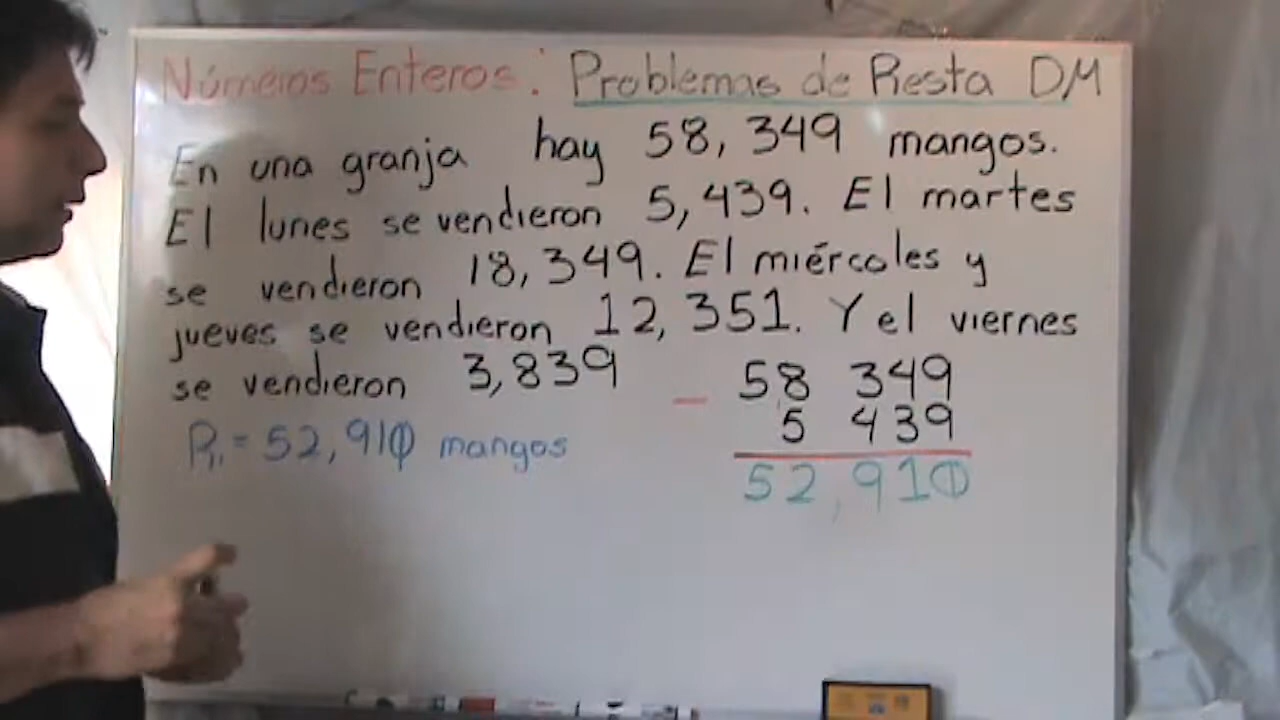 Números Enteros: Problemas de Resta DM
En una granja hay 58,349 mangos.
El lunes se vendieron 5,439. El martes
se vendieron 18,349. El miércoles y
jueves se vendieron 12,351. Y el viernes
se vendieron 3,839
58 349
- 5 439
52,910
P1 = 52,910 mangos